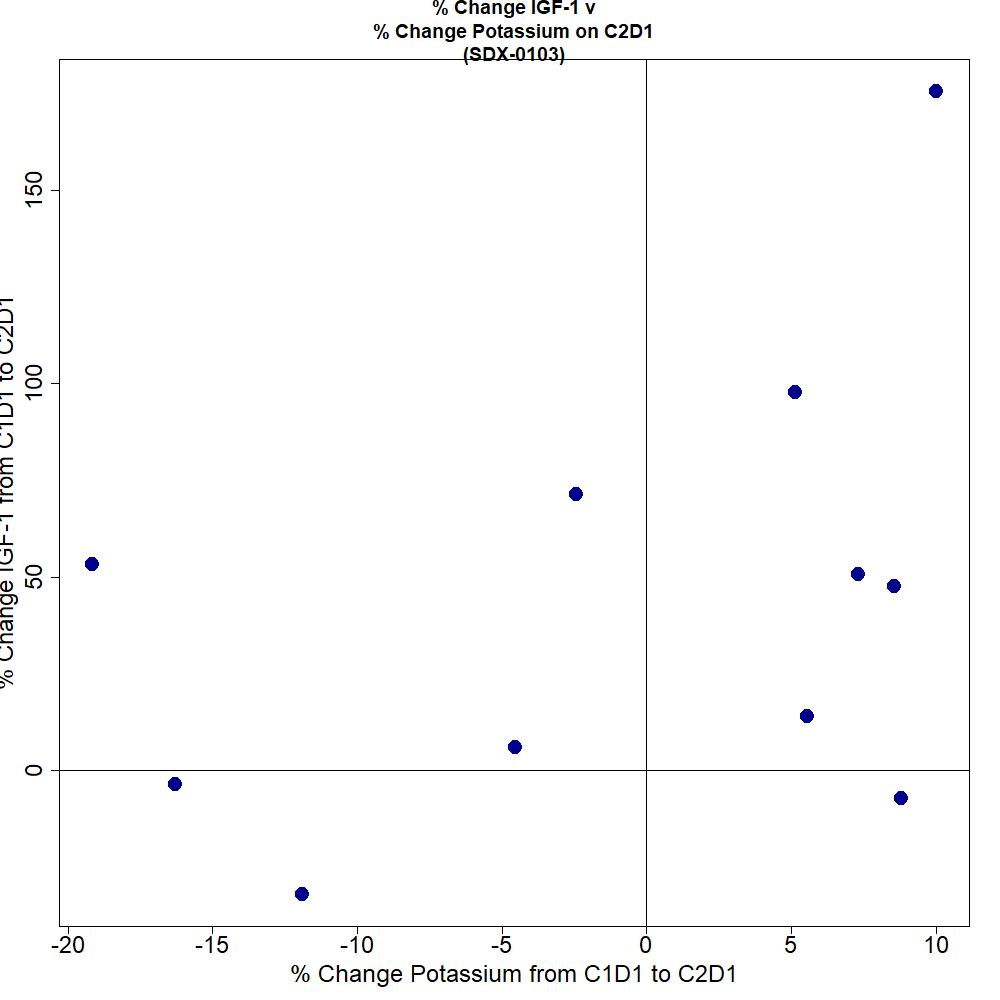 % Change IGF-1 v
% Change Potassium on C2D1
(SDX-0103)
% Change IGF-1 from C1D1 to C2D1
150
100
50
0
-20 -15 -10 -5 0 5 10
% Change Potassium from C1D1 to C2D1